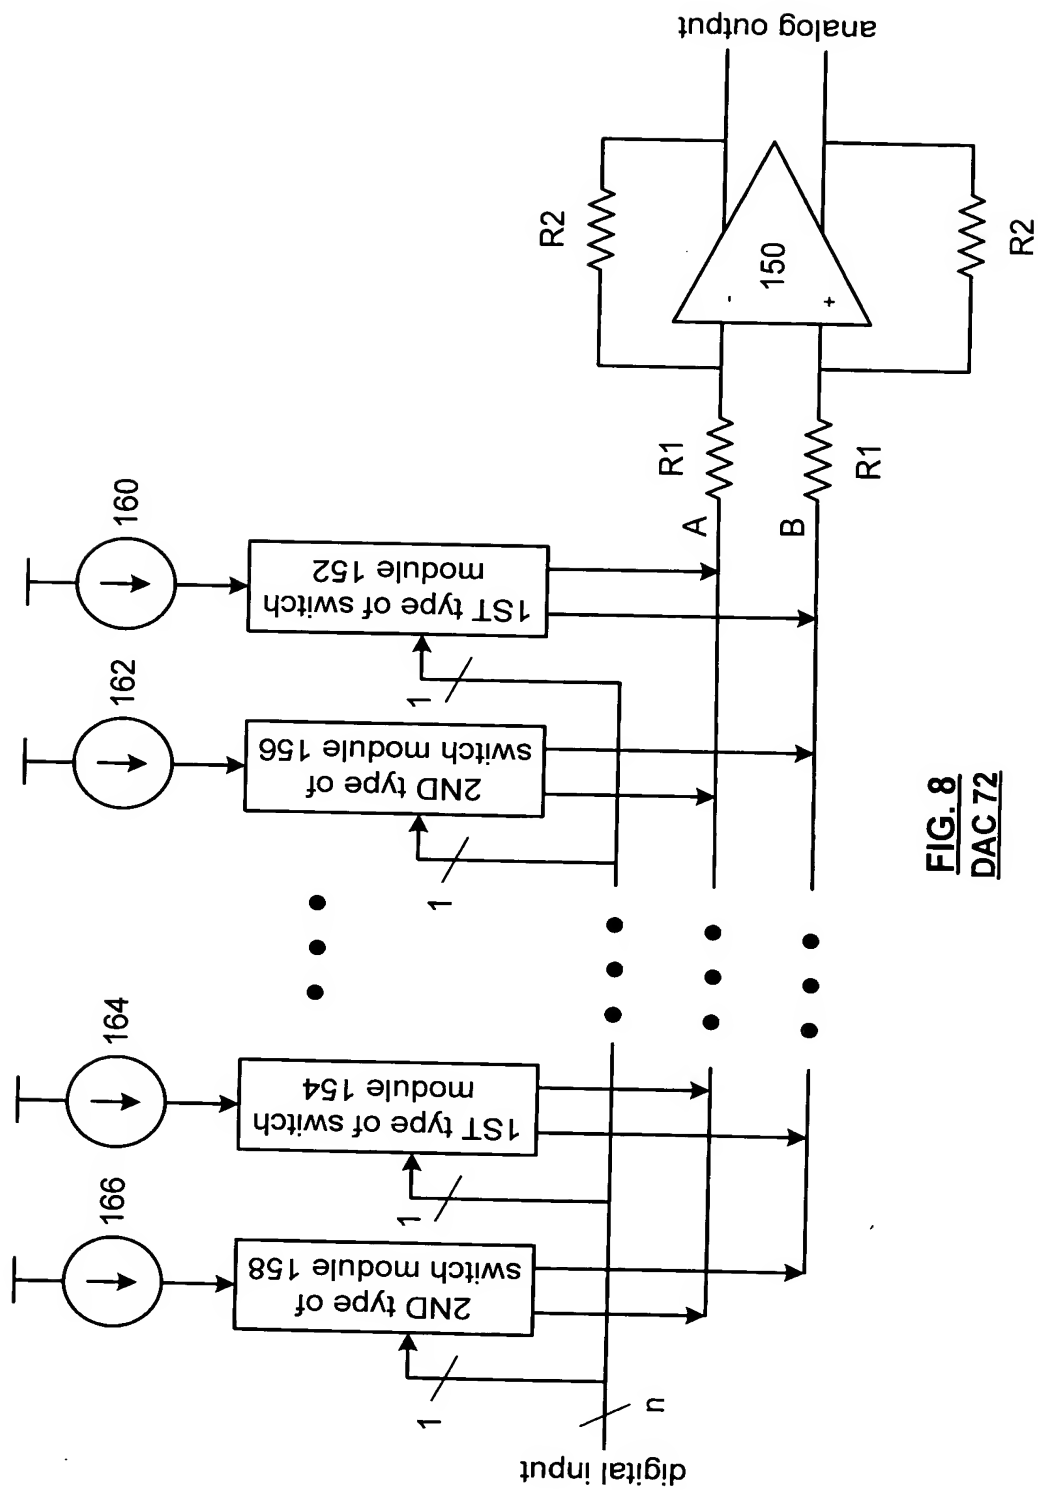 160
162
164
166
1ST type of switch
module 152
2ND type of
switch module 156
1ST type of switch
module 154
2ND type of
switch module 158
1
1
1
1
n
digital input
A
B
R1
R1
R2
R2
-
+
150
analog output
FIG. 8
DAC 72